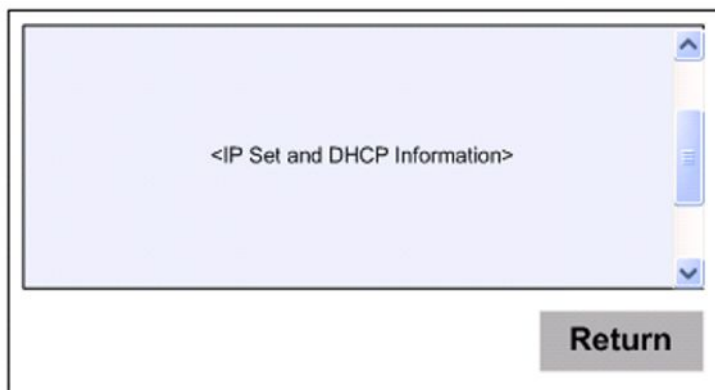 <IP Set and DHCP Information>
Return